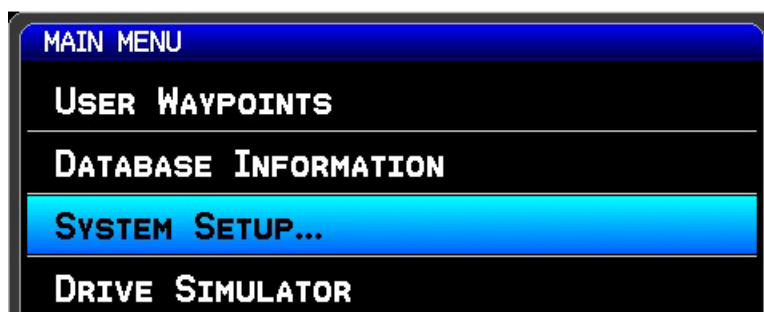 MAIN MENU
USER WAYPOINTS
DATABASE INFORMATION
SYSTEM SETUP...
DRIVE SIMULATOR